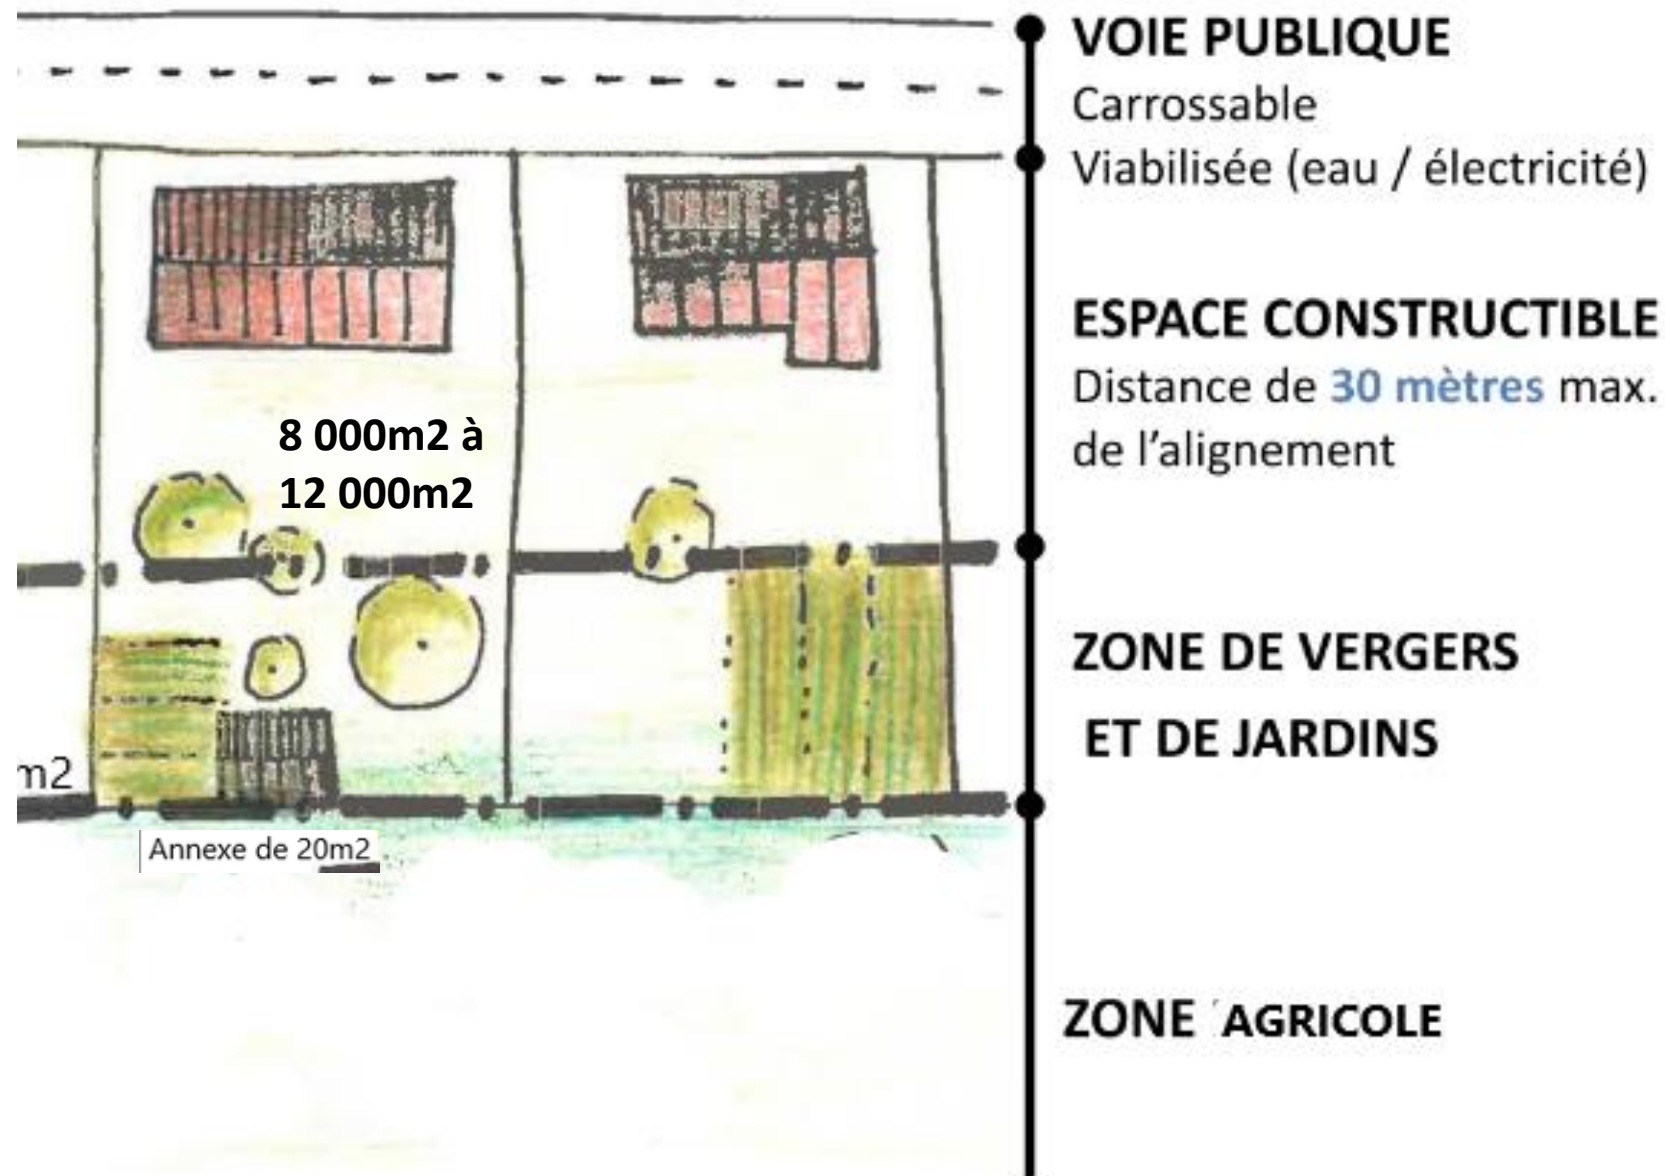 VOIE PUBLIQUE
Carrossable
Viabilisée (eau / électricité)
ESPACE CONSTRUCTIBLE
Distance de 30 mètres max.
de l'alignement
8 000m2 à
12 000m2
ZONE DE VERGERS
ET DE JARDINS
m2
Annexe de 20m2
ZONE AGRICOLE